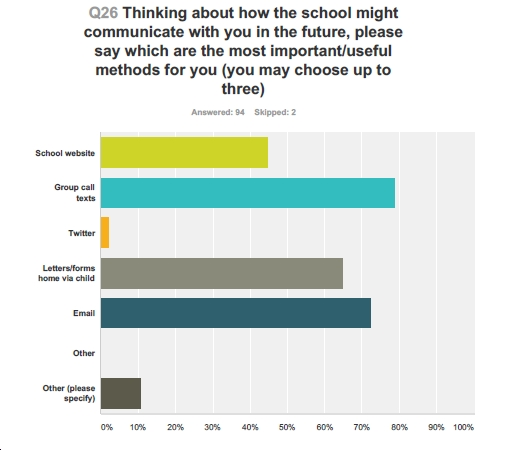 Q26 Thinking about how the school might
communicate with you in the future, please
say which are the most important/useful
methods for you (you may choose up to
three)
Answered: 94 Skipped: 2
School website
Group call
texts
Twitter
Letters/forms
home via child
Email
Other
Other (please
specify)
0% 10% 20% 30% 40% 50% 60% 70% 80% 90% 100%